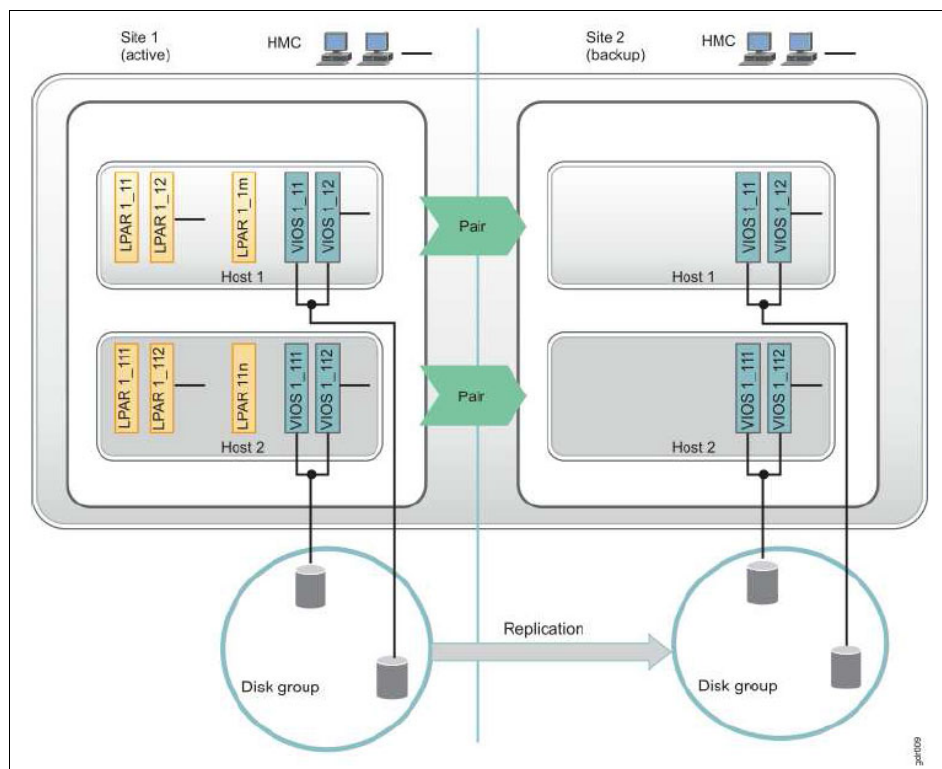 Site 1
(active)
HMC
Site 2
(backup)
HMC
LPAR 1_11
LPAR 1_12
LPAR 1_1m
VIOS 1_11
VIOS 1_12
Host 1
Pair
VIOS 1_11
VIOS 1_12
Host 1
LPAR 1_111
LPAR 1_112
LPAR 11n
VIOS 1_111
VIOS 1_112
Host 2
Pair
VIOS 1_111
VIOS 1_112
Host 2
Replication
Disk group
Disk group
gdr009